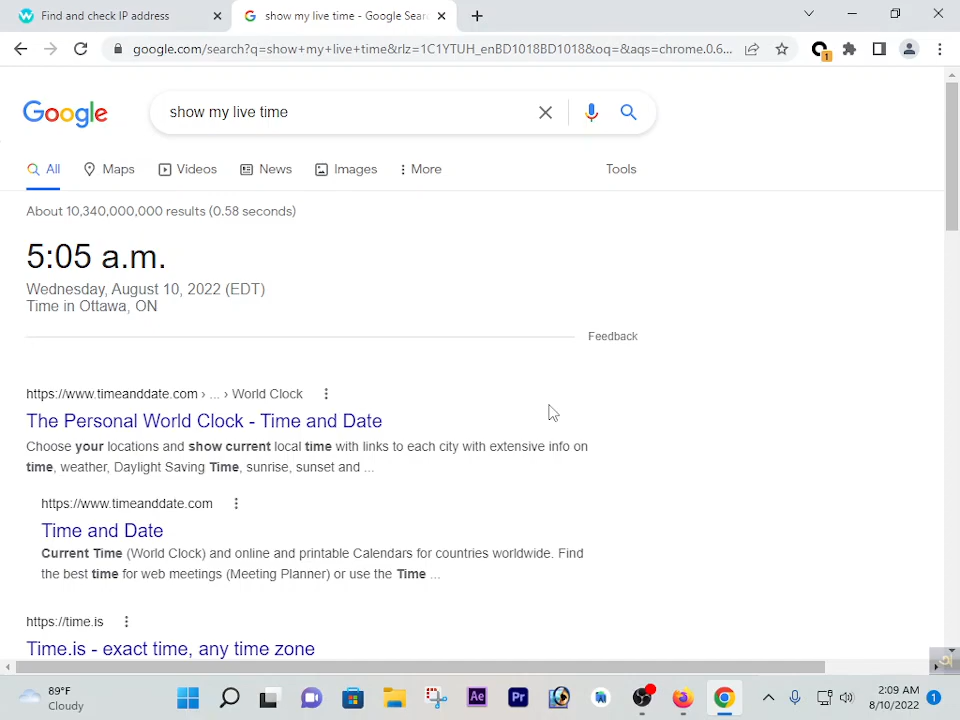 Find and check IP address
show my live time - Google Sear
google.com/search?q=show+my+live+time&rlz=1C1YTUH_enBD1018BD1018&oq=&aqs=chrome.0.6...
1
Google
show my live time
All
Maps
Videos
News
Images
More
Tools
About 10,340,000,000 results (0.58 seconds)
5:05 a.m.
Wednesday, August 10, 2022 (EDT)
Time in Ottawa, ON
Feedback
https://www.timeanddate.com › ... › World Clock
The Personal World Clock - Time and Date
Choose your locations and show current local time with links to each city with extensive info on
time, weather, Daylight Saving Time, sunrise, sunset and ...
https://www.timeanddate.com
Time and Date
Current Time (World Clock) and online and printable Calendars for countries worldwide. Find
the best time for web meetings (Meeting Planner) or use the Time ...
https://time.is
Time.is - exact time, any time zone
89°F
Cloudy
Ae
Pr
2:09 AM
8/10/2022
1